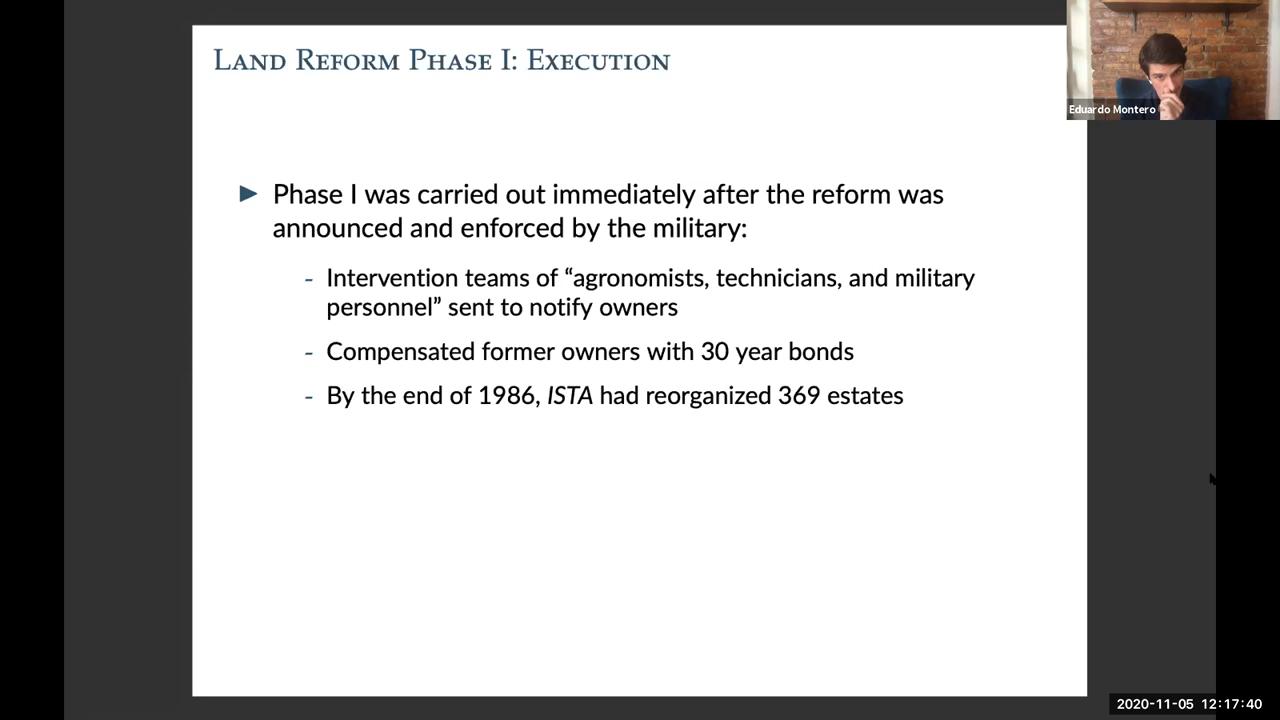 LAND REFORM PHASE I: EXECUTION
Eduardo Montero
► Phase I was carried out immediately after the reform was
announced and enforced by the military:
- Intervention teams of “agronomists, technicians, and military
personnel” sent to notify owners
- Compensated former owners with 30 year bonds
- By the end of 1986, ISTA had reorganized 369 estates
2020-11-05 12:17:40